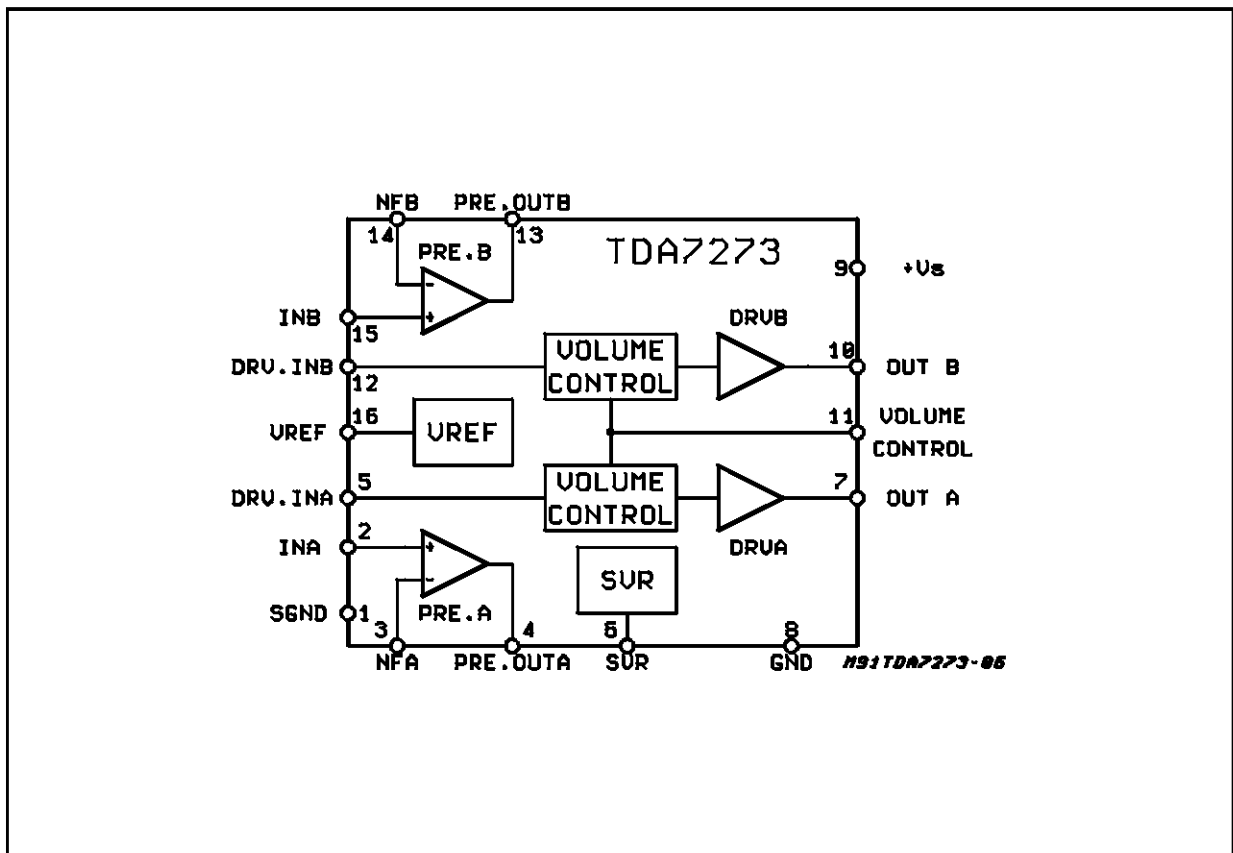 NFB
PRE.OUTB
14
13
PRE.B
TDA7273
9
+Vs
-
+
INB
15
DRVB
DRV.INB
12
VOLUME
CONTROL
10
OUT B
VREF
16
VREF
11
VOLUME
CONTROL
DRV.INA
5
VOLUME
CONTROL
7
OUT A
INA
2
+
-
DRVA
SVR
SGND
1
PRE.A
3
4
6
8
NFA
PRE.OUTA
SVR
GND
M91TDA7273-06